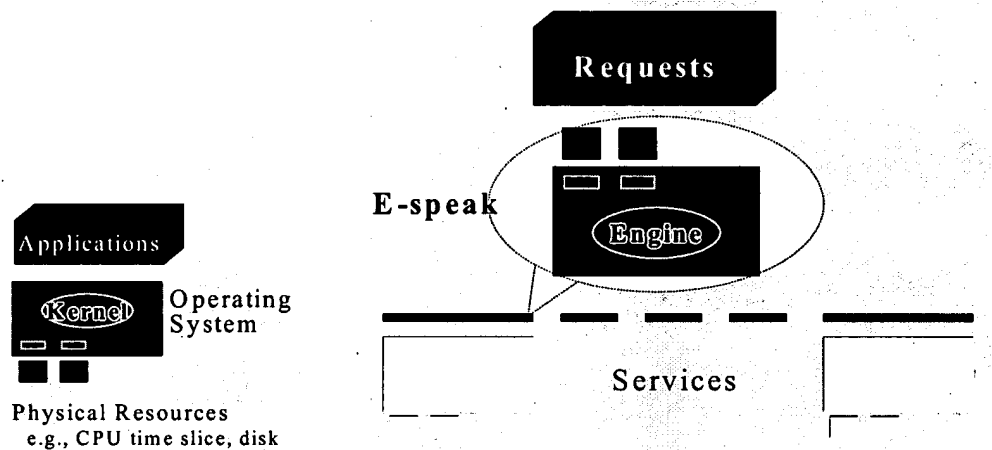 Requests
E-speak
Engine
Applications
Kernel
Operating
System
Services
Physical Resources
e.g., CPU time slice, disk